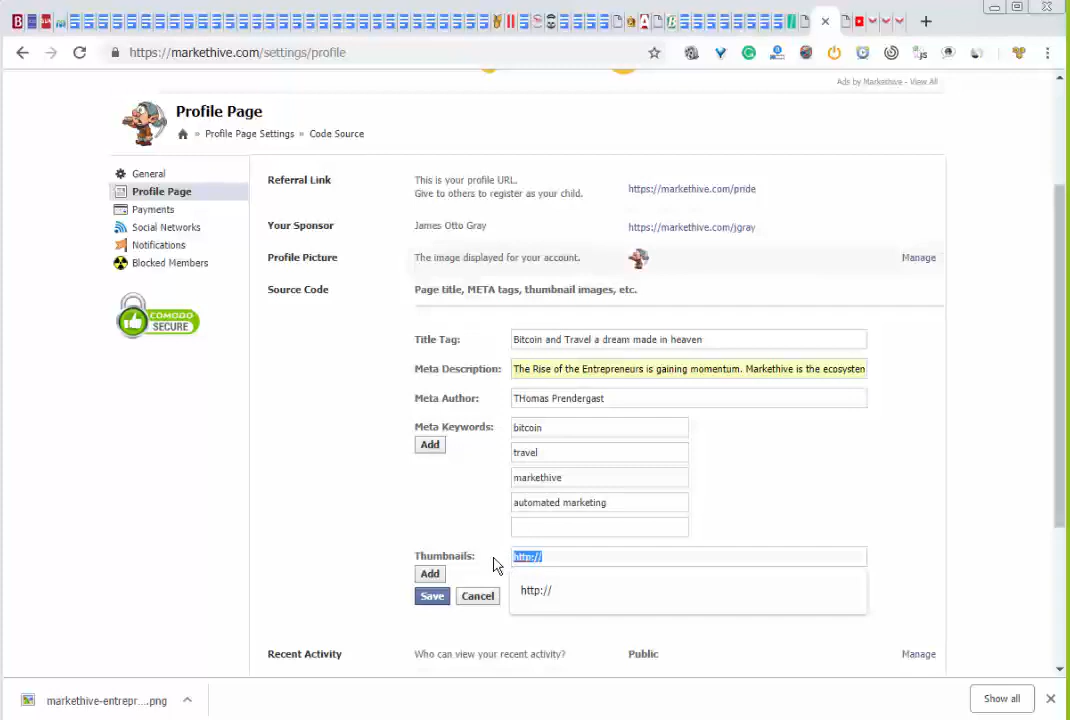 https://markethive.com/settings/profile
Ads by Markethive - View All
Profile Page
» Profile Page Settings » Code Source
General
Profile Page
Payments
Social Networks
Notifications
Blocked Members
COMODO
SECURE
Referral Link
This is your profile URL.
Give to others to register as your child.
https://markethive.com/pride
Your Sponsor
James Otto Gray
https://markethive.com/jgray
Profile Picture
The image displayed for your account.
Manage
Source Code
Page title, META tags, thumbnail images, etc.
Title Tag:
Bitcoin and Travel a dream made in heaven
Meta Description:
The Rise of the Entrepreneurs is gaining momentum. Markethive is the ecosysten
Meta Author:
THomas Prendergast
Meta Keywords:
Add
bitcoin
travel
markethive
automated marketing
Thumbnails:
http://
Add
http://
Save
Cancel
Recent Activity
Who can view your recent activity?
Public
Manage
markethive-entrepr....png
Show all